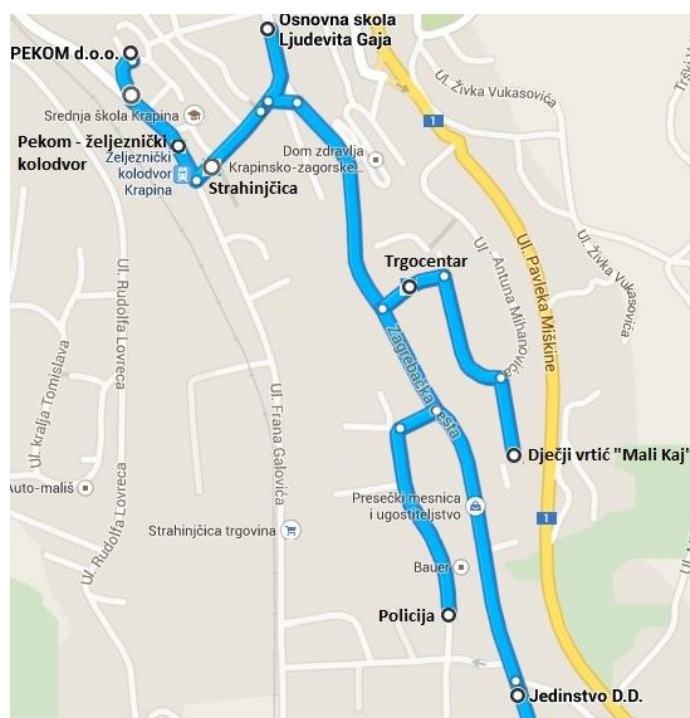 Osnovna škola
Ljudevita Gaja
PEKOM d.o.o.
Ul. Živka Vukasovića
1
Srednja škola Krapina
Pekom - željeznički
kolodvor
Željeznički
kolodvor
Krapina
Dom zdravlja
Krapinsko-zagorske...
Strahinjčica
Trgocentar
Ul. Antuna Mihanovića
Ul. Pavleka Miškine
Ul. Živka Vukasovića
Ul. Rudolfa Lovreca
Ul. kralja Tomislava
Zagrebačka cesta
Ul. Frana Galovića
Dječji vrtić "Mali Kaj"
Auto-mališ
Presečki mesnica
i ugostiteljstvo
1
Strahinjčica trgovina
Ul. Rudolfa Lovreca
Bauer
Policija
Jedinstvo D.D.